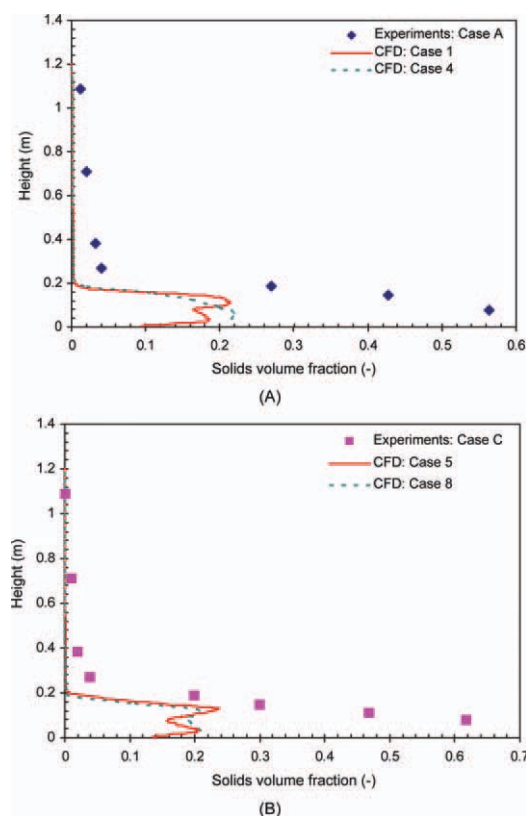 1.4
1.2
1
0.8
0.6
0.4
0.2
0
Height (m)
Experiments: Case A
CFD: Case 1
CFD: Case 4
0 0.1 0.2 0.3 0.4 0.5 0.6
Solids volume fraction (-)
(A)
1.4
1.2
1
0.8
0.6
0.4
0.2
0
Height (m)
Experiments: Case C
CFD: Case 5
CFD: Case 8
0 0.1 0.2 0.3 0.4 0.5 0.6 0.7
Solids volume fraction (-)
(B)